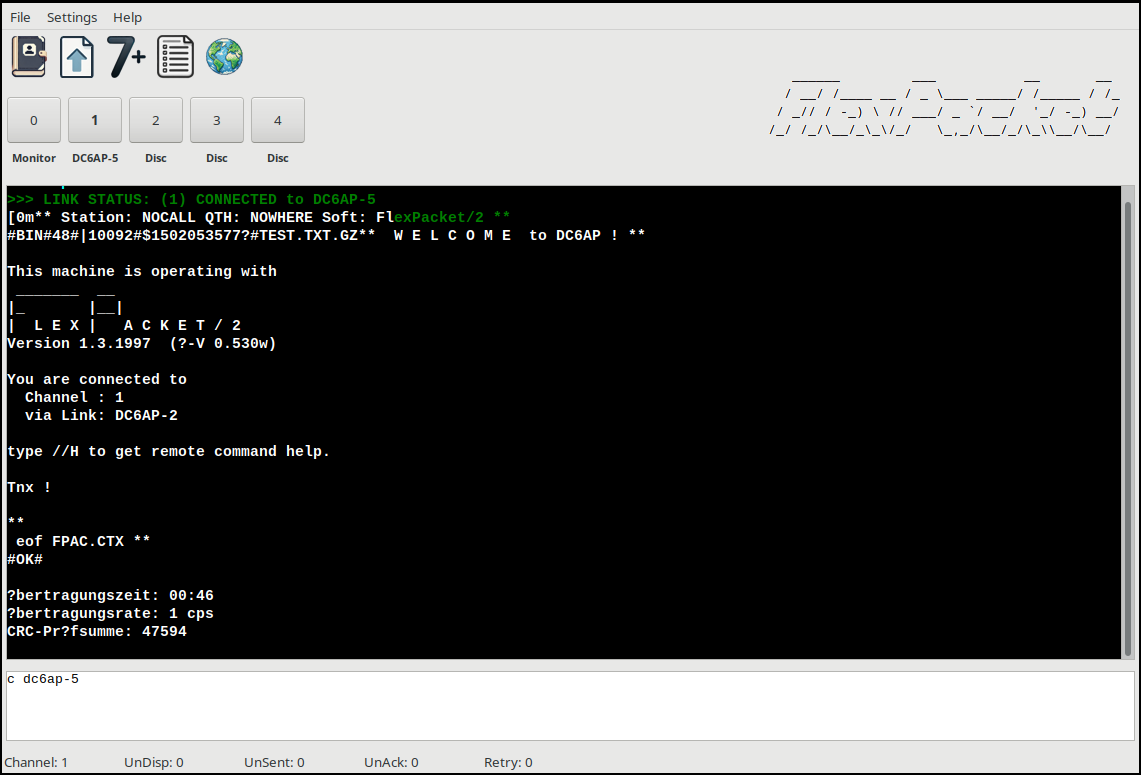 File Settings Help
7+
0 1 2 3 4
Monitor DC6AP-5 Disc Disc Disc
>>> LINK STATUS: (1) CONNECTED to DC6AP-5
[0m** Station: NOCALL QTH: NOWHERE Soft: FlexPacket/2 **
#BIN#48#|10092#$1502053577?#TEST.TXT.GZ**  W E L C O M E  to DC6AP ! **
This machine is operating with
 _______  __
|_       |__|
|  L E X |   A C K E T / 2
Version 1.3.1997  (?-V 0.530w)
You are connected to
  Channel : 1
  via Link: DC6AP-2
type //H to get remote command help.
Tnx !
**
 eof FPAC.CTX **
#OK#
?bertragungszeit: 00:46
?bertragungsrate: 1 cps
CRC-Pr?fsumme: 47594
c dc6ap-5
Channel: 1 UnDisp: 0 UnSent: 0 UnAck: 0 Retry: 0